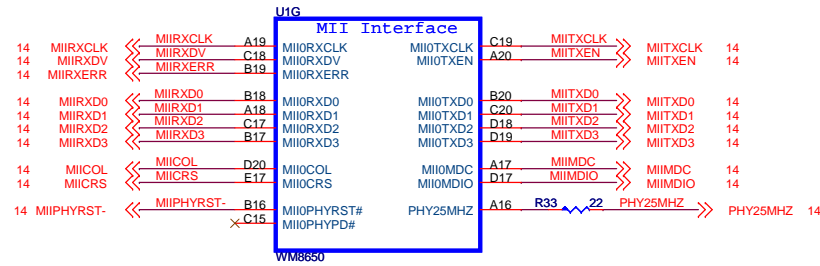 U1G
MII Interface
14 MIIRXCLK MIIRXCLK A19 MII0RXCLK MII0TXCLK C19 MIITXCLK MIITXCLK 14
14 MIIRXDV MIIRXDV C18 MII0RXDV MII0TXEN A20 MIITXEN MIITXEN 14
14 MIIRXERR MIIRXERR B19 MII0RXERR
14 MIIRXD0 MIIRXD0 B18 MII0RXD0 MII0TXD0 B20 MIITXD0 MIITXD0 14
14 MIIRXD1 MIIRXD1 A18 MII0RXD1 MII0TXD1 C20 MIITXD1 MIITXD1 14
14 MIIRXD2 MIIRXD2 C17 MII0RXD2 MII0TXD2 D18 MIITXD2 MIITXD2 14
14 MIIRXD3 MIIRXD3 B17 MII0RXD3 MII0TXD3 D19 MIITXD3 MIITXD3 14
14 MIICOL MIICOL D20 MII0COL MII0MDC A17 MIIMDC MIIMDC 14
14 MIICRS MIICRS E17 MII0CRS MII0MDIO D17 MIIMDIO MIIMDIO 14
14 MIIPHYRST- MIIPHYRST- B16 MII0PHYRST# PHY25MHZ A16 R33 22 PHY25MHZ PHY25MHZ 14
C15 MII0PHYPD#
WM8650